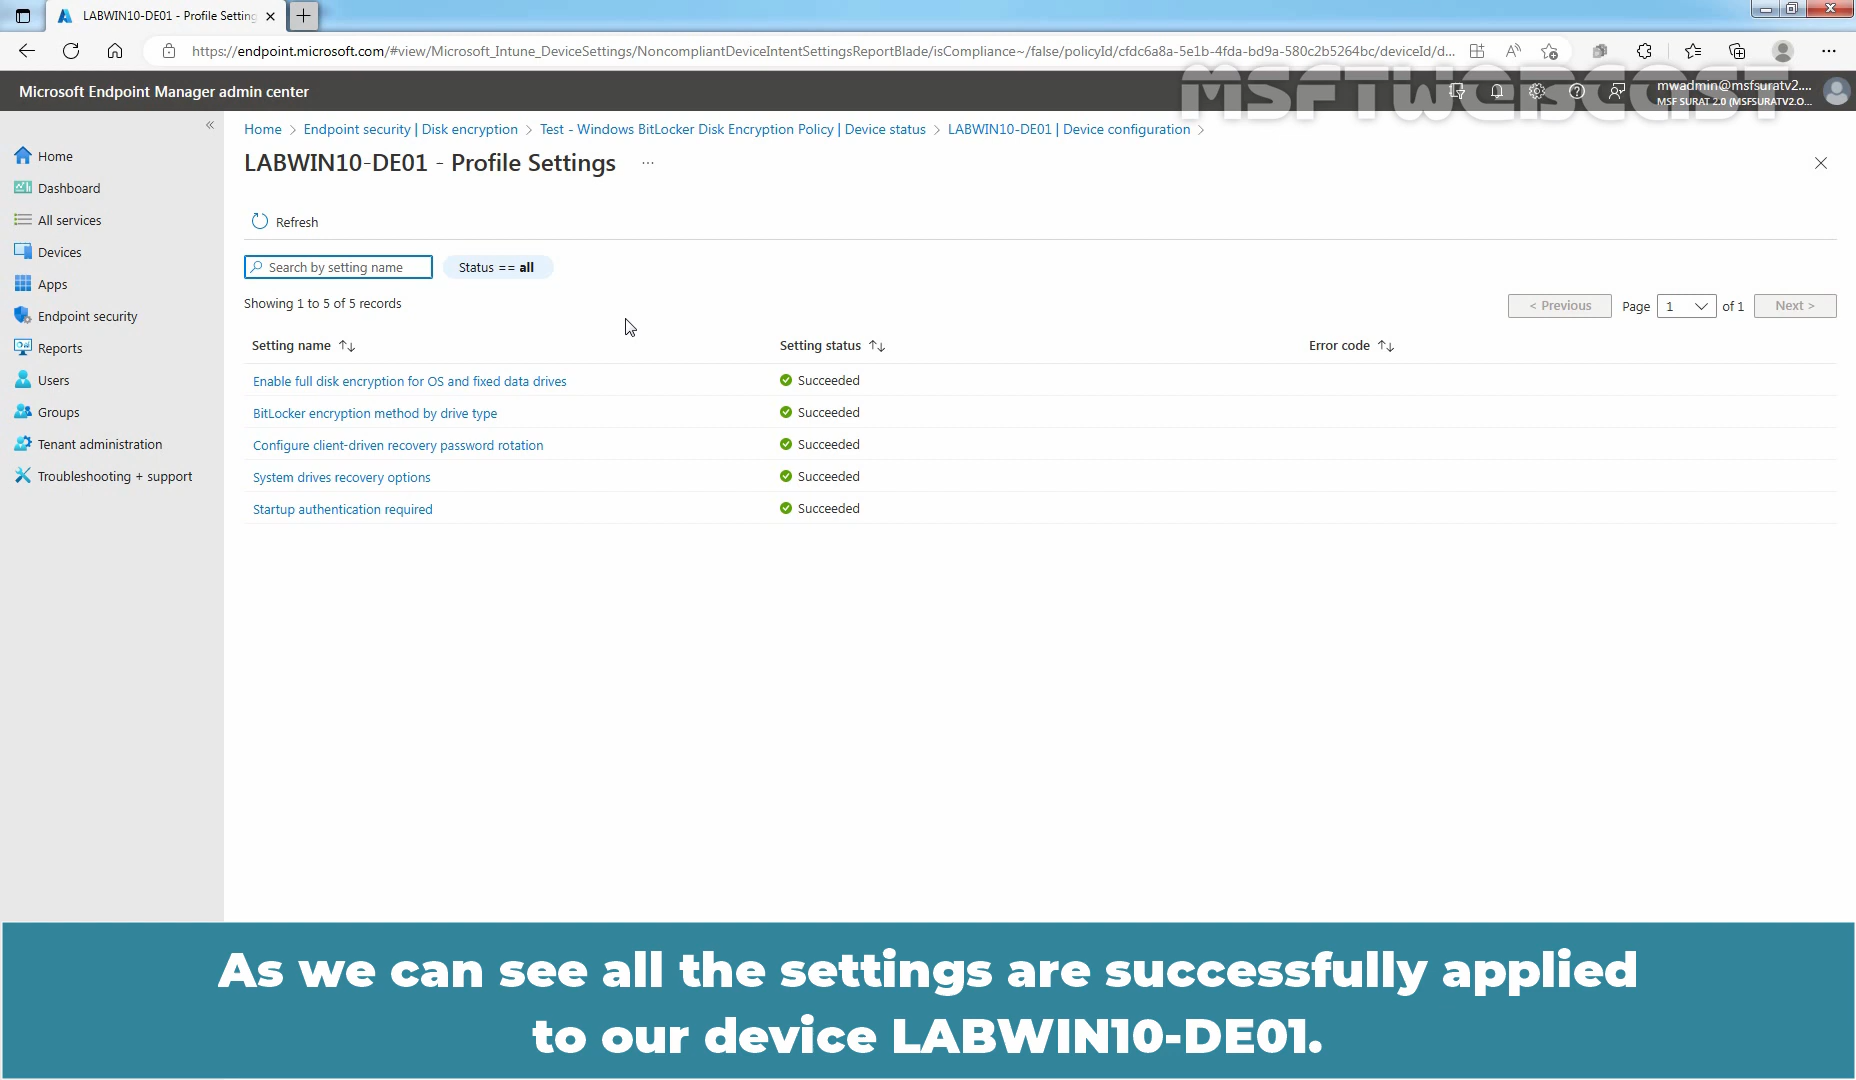 LABWIN10-DE01 - Profile Setting
https://endpoint.microsoft.com/#view/Microsoft_Intune_DeviceSettings/NoncompliantDeviceIntentSettingsReportBlade/isCompliance~/false/policyId/cfdc6a8a-5e1b-4fda-bd9a-580c2b5264bc/deviceId/d...
MSFTWEBCAST
Microsoft Endpoint Manager admin center
mwadmin@msfsuratv2....
MSF SURAT 2.0 (MSFSURATV2.O...
Home > Endpoint security | Disk encryption > Test - Windows BitLocker Disk Encryption Policy | Device status > LABWIN10-DE01 | Device configuration >
LABWIN10-DE01 - Profile Settings ...
Home
Dashboard
All services
Devices
Apps
Endpoint security
Reports
Users
Groups
Tenant administration
Troubleshooting + support
Refresh
Search by setting name
Status == all
Showing 1 to 5 of 5 records
< Previous Page 1 of 1 Next >
Setting name Setting status Error code
Enable full disk encryption for OS and fixed data drives Succeeded
BitLocker encryption method by drive type Succeeded
Configure client-driven recovery password rotation Succeeded
System drives recovery options Succeeded
Startup authentication required Succeeded
As we can see all the settings are successfully applied
to our device LABWIN10-DE01.